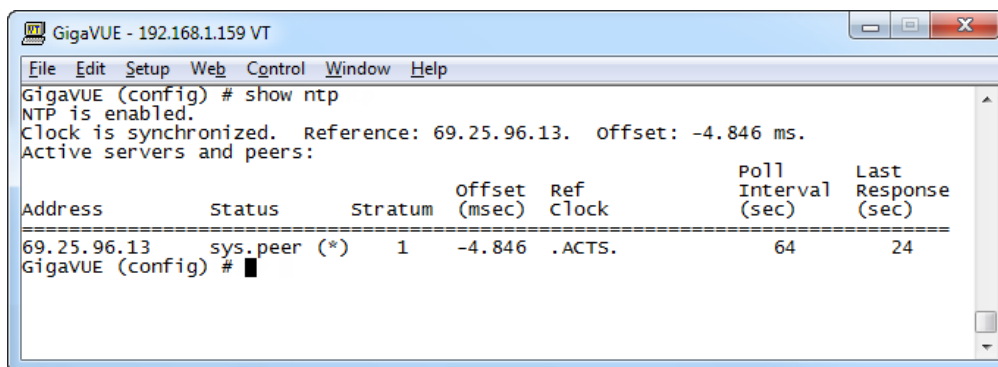 GigaVUE - 192.168.1.159 VT
File Edit Setup Web Control Window Help
GigaVUE (config) # show ntp
NTP is enabled.
Clock is synchronized. Reference: 69.25.96.13. Offset: -4.846 ms.
Active servers and peers:
Poll Last
Offset Ref Interval Response
Address Status Stratum (msec) Clock (sec) (sec)
================================================================================
69.25.96.13 sys.peer (*) 1 -4.846 .ACTS. 64 24
GigaVUE (config) #